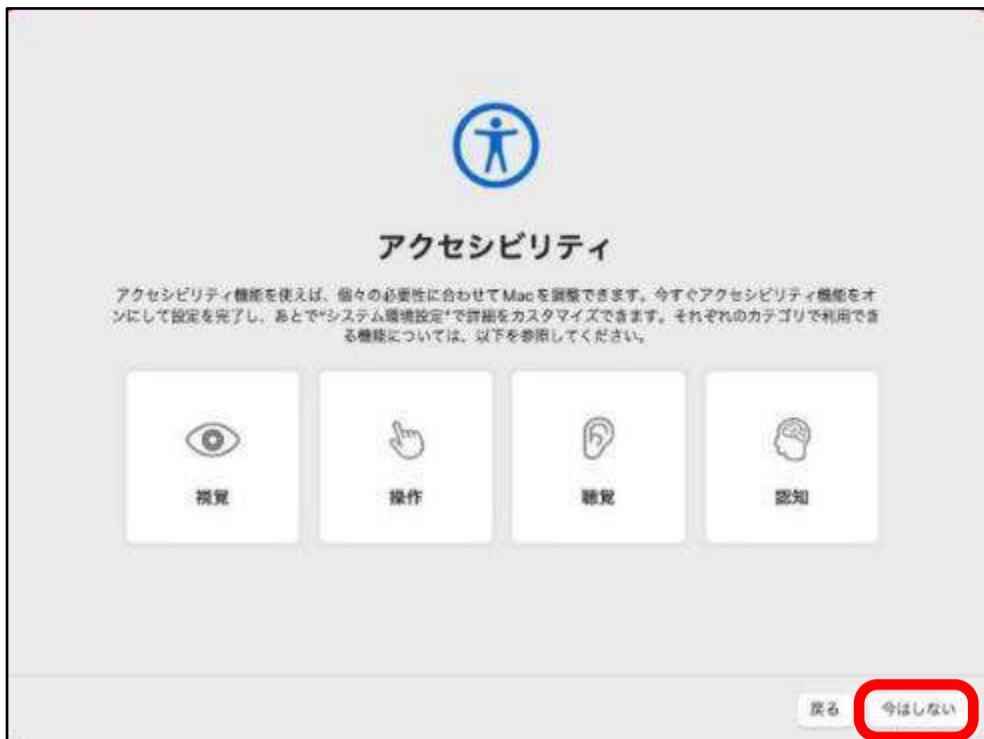 アクセシビリティ
アクセシビリティ機能を使えば、個々の必要性に合わせてMacを調整できます。今すぐアクセシビリティ機能をオ
ンにして設定を完了し、あとで“システム環境設定”で詳細をカスタマイズできます。それぞれのカテゴリで利用でき
る機能については、以下を参照してください。
視覚
操作
聴覚
認知
戻る
今はしない